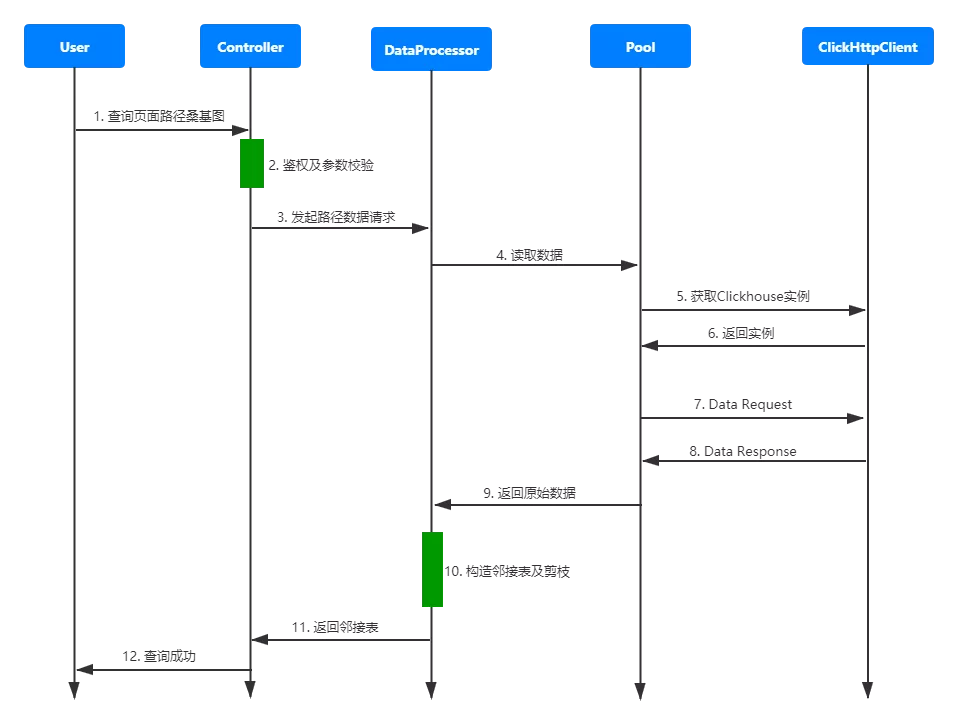 User
Controller
DataProcessor
Pool
ClickHttpClient
1. 查询页面路径桑基图
2. 鉴权及参数校验
3. 发起路径数据请求
4. 读取数据
5. 获取Clickhouse实例
6. 返回实例
7. Data Request
8. Data Response
9. 返回原始数据
10. 构造邻接表及剪枝
11. 返回邻接表
12. 查询成功